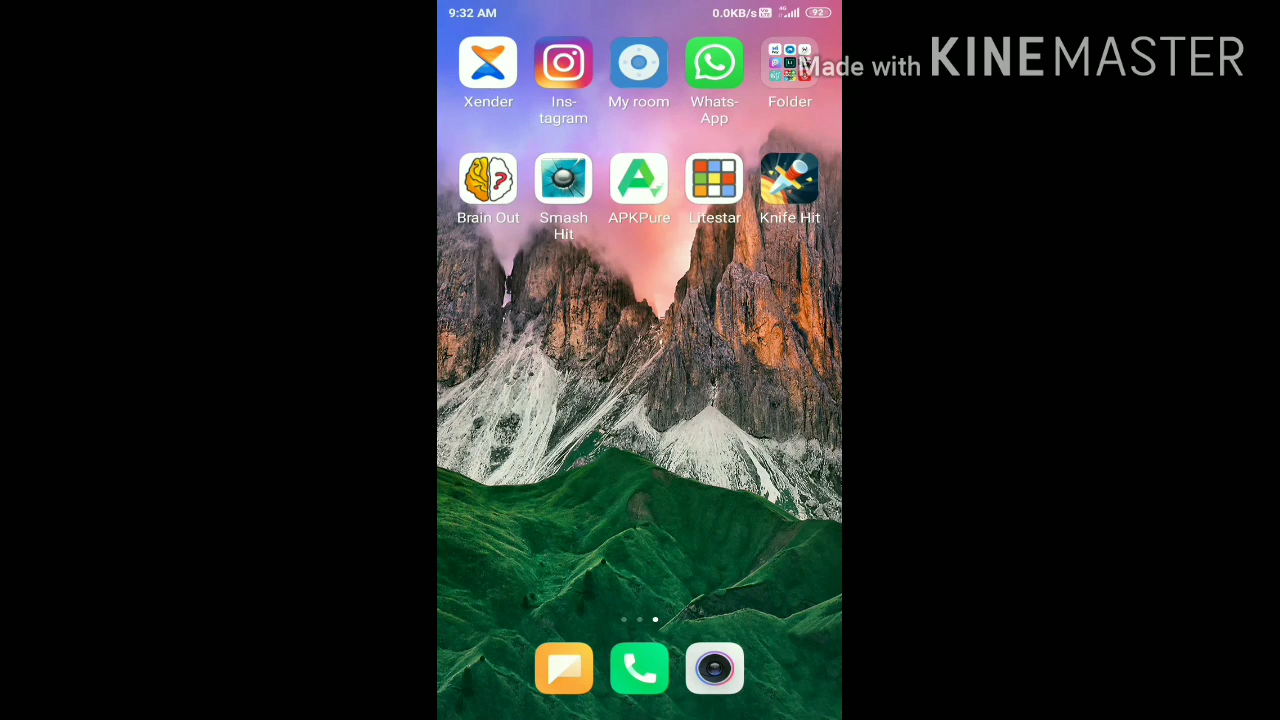 9:32 AM
0.0KB/s
4G
92
Made with KINEMASTER
Xender
Ins-
tagram
My room
Whats-
App
Folder
Brain Out
Smash
Hit
APKPure
Litestar
Knife Hit